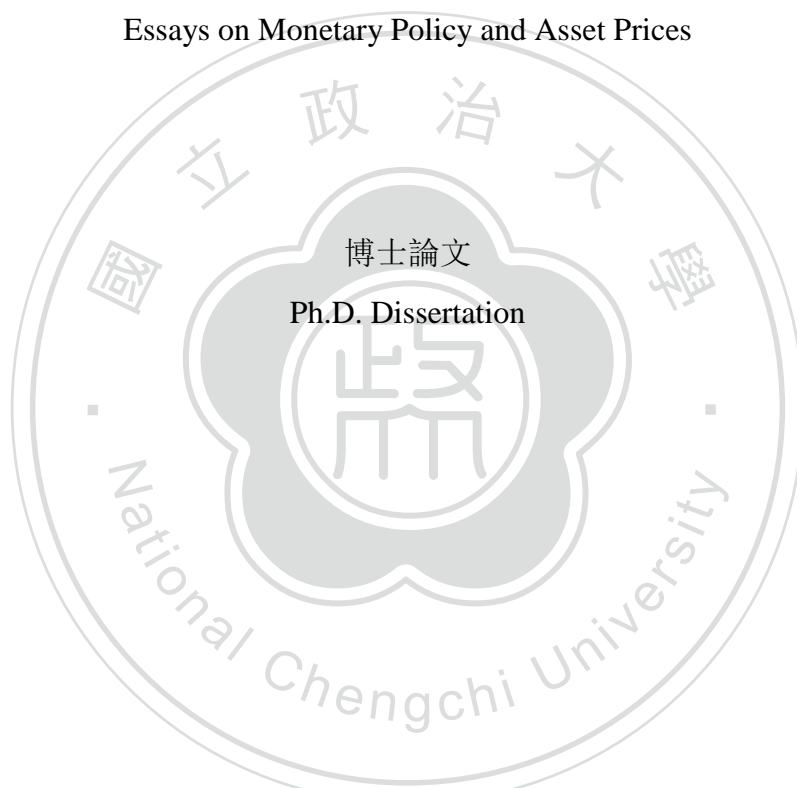 Essays on Monetary Policy and Asset Prices
國立政治大學
博士論文
Ph.D. Dissertation
政
National Chengchi University